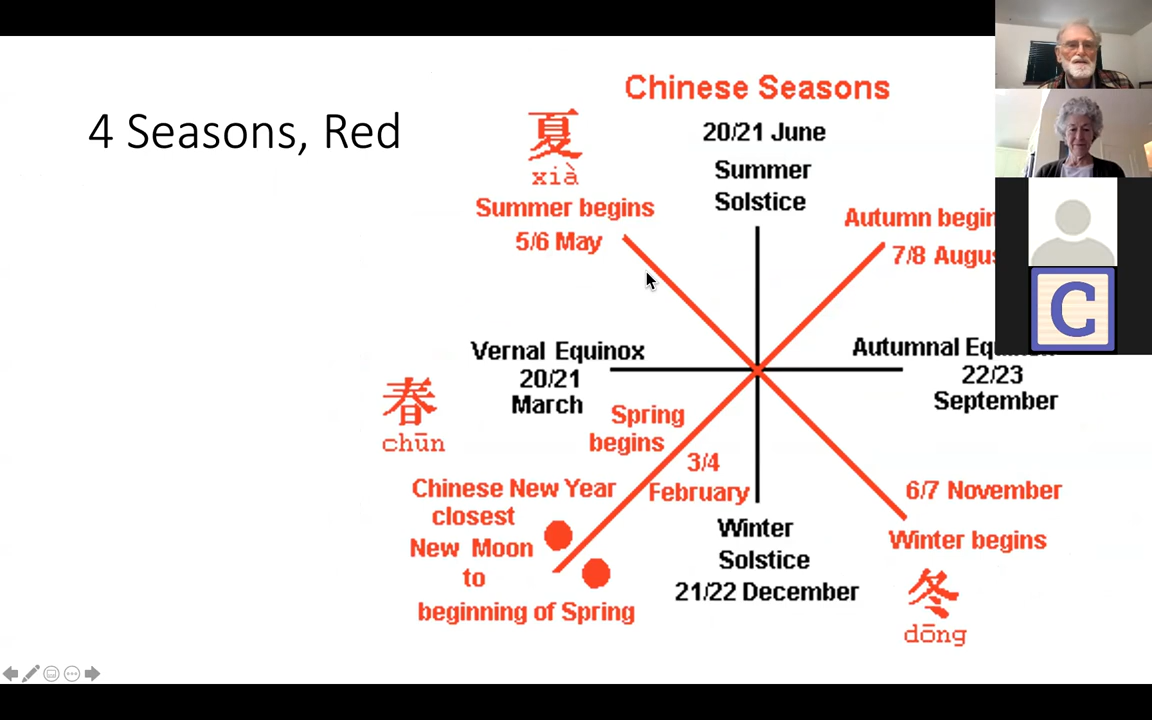 4 Seasons, Red
Chinese Seasons
20/21 June
Summer
Solstice
夏
xià
Summer begins
5/6 May
Autumn begin
7/8 Augus
Vernal Equinox
20/21
March
Autumnal Equ
22/23
September
春
chūn
Spring
begins
3/4
February
Chinese New Year
closest
New Moon
to
beginning of Spring
Winter
Solstice
21/22 December
6/7 November
Winter begins
冬
dōng
C